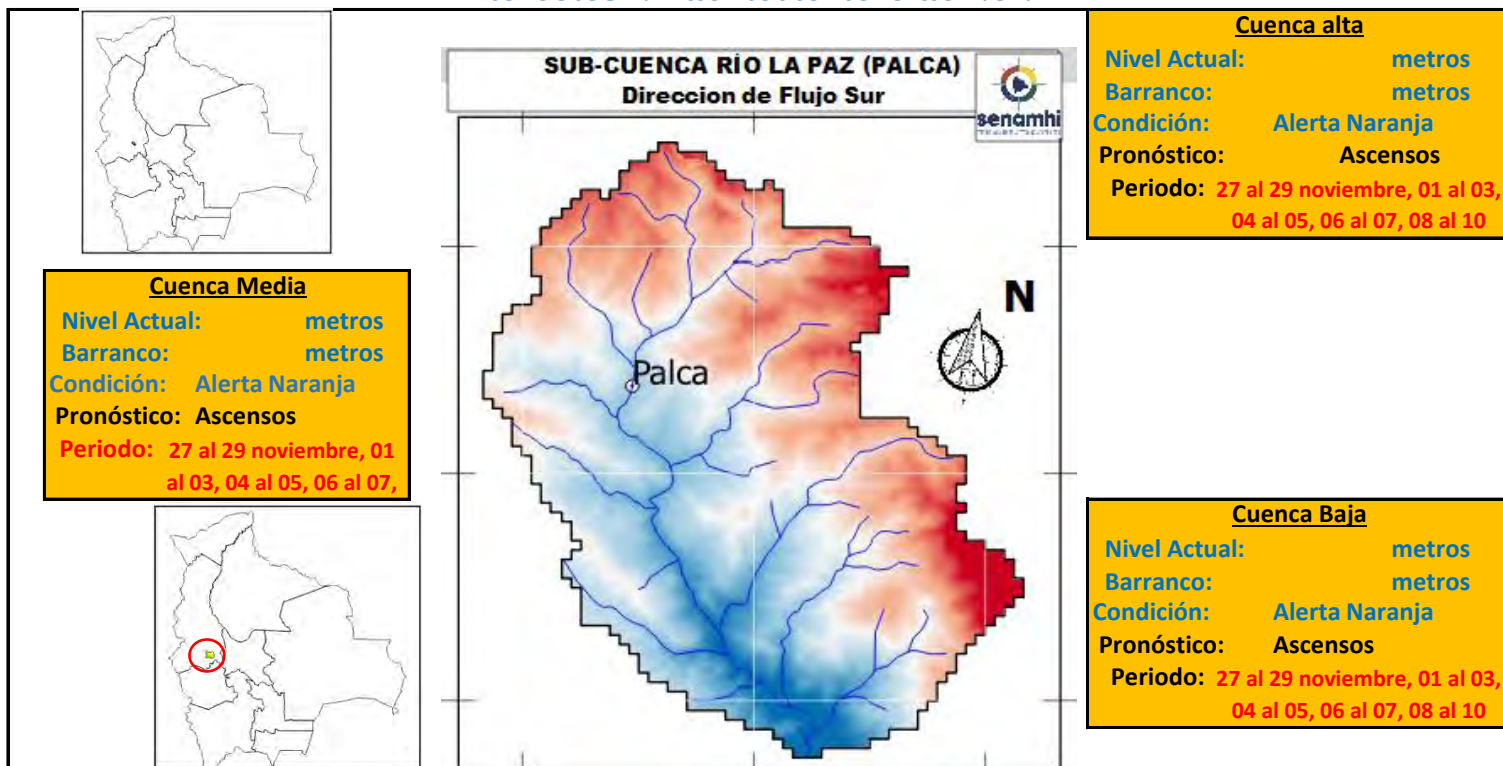 SUB-CUENCA RÍO LA PAZ (PALCA)
Direccion de Flujo Sur
senamhi
Cuenca alta
Nivel Actual: metros
Barranco: metros
Condición: Alerta Naranja
Pronóstico: Ascensos
Periodo: 27 al 29 noviembre, 01 al 03,
04 al 05, 06 al 07, 08 al 10
Cuenca Media
Nivel Actual: metros
Barranco: metros
Condición: Alerta Naranja
Pronóstico: Ascensos
Periodo: 27 al 29 noviembre, 01
al 03, 04 al 05, 06 al 07,
N
Palca
Cuenca Baja
Nivel Actual: metros
Barranco: metros
Condición: Alerta Naranja
Pronóstico: Ascensos
Periodo: 27 al 29 noviembre, 01 al 03,
04 al 05, 06 al 07, 08 al 10